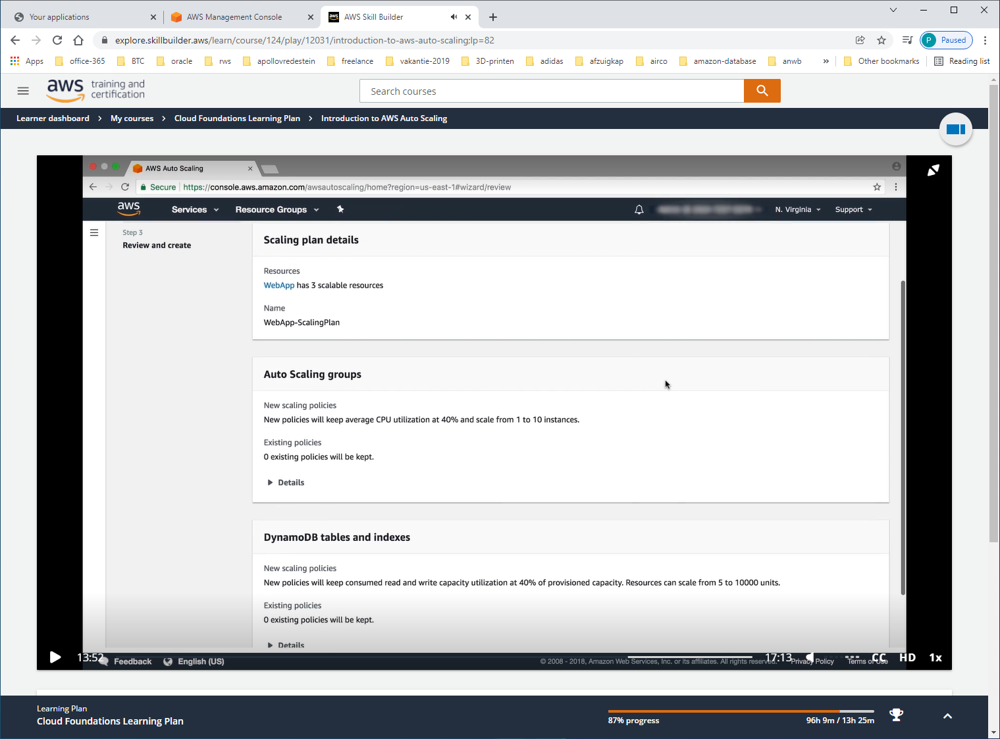 Your applications
AWS Management Console
AWS Skill Builder
explore.skillbuilder.aws/learn/course/124/play/12031/introduction-to-aws-auto-scaling;lp=82
P Paused
Apps office-365 BTC oracle rws apollovredestein freelance vakantie-2019 3D-printen adidas afzuigkap airco amazon-database anwb » Other bookmarks Reading list
aws training and
certification
Search courses
Learner dashboard > My courses > Cloud Foundations Learning Plan > Introduction to AWS Auto Scaling
AWS Auto Scaling
Secure | https://console.aws.amazon.com/awsautoscaling/home?region=us-east-1#wizard/review
aws Services Resource Groups N. Virginia Support
Step 3
Review and create
Scaling plan details
Resources
WebApp has 3 scalable resources
Name
WebApp-ScalingPlan
Auto Scaling groups
New scaling policies
New policies will keep average CPU utilization at 40% and scale from 1 to 10 instances.
Existing policies
0 existing policies will be kept.
Details
DynamoDB tables and indexes
New scaling policies
New policies will keep consumed read and write capacity utilization at 40% of provisioned capacity. Resources can scale from 5 to 10000 units.
Existing policies
0 existing policies will be kept.
Details
13:52 Feedback English (US) © 2008 - 2018, Amazon Web Services, Inc. or its affiliates. All rights reserved. 17:13 Privacy Policy Terms of Use CC HD 1x
Learning Plan
Cloud Foundations Learning Plan
87% progress 96h 9m / 13h 25m